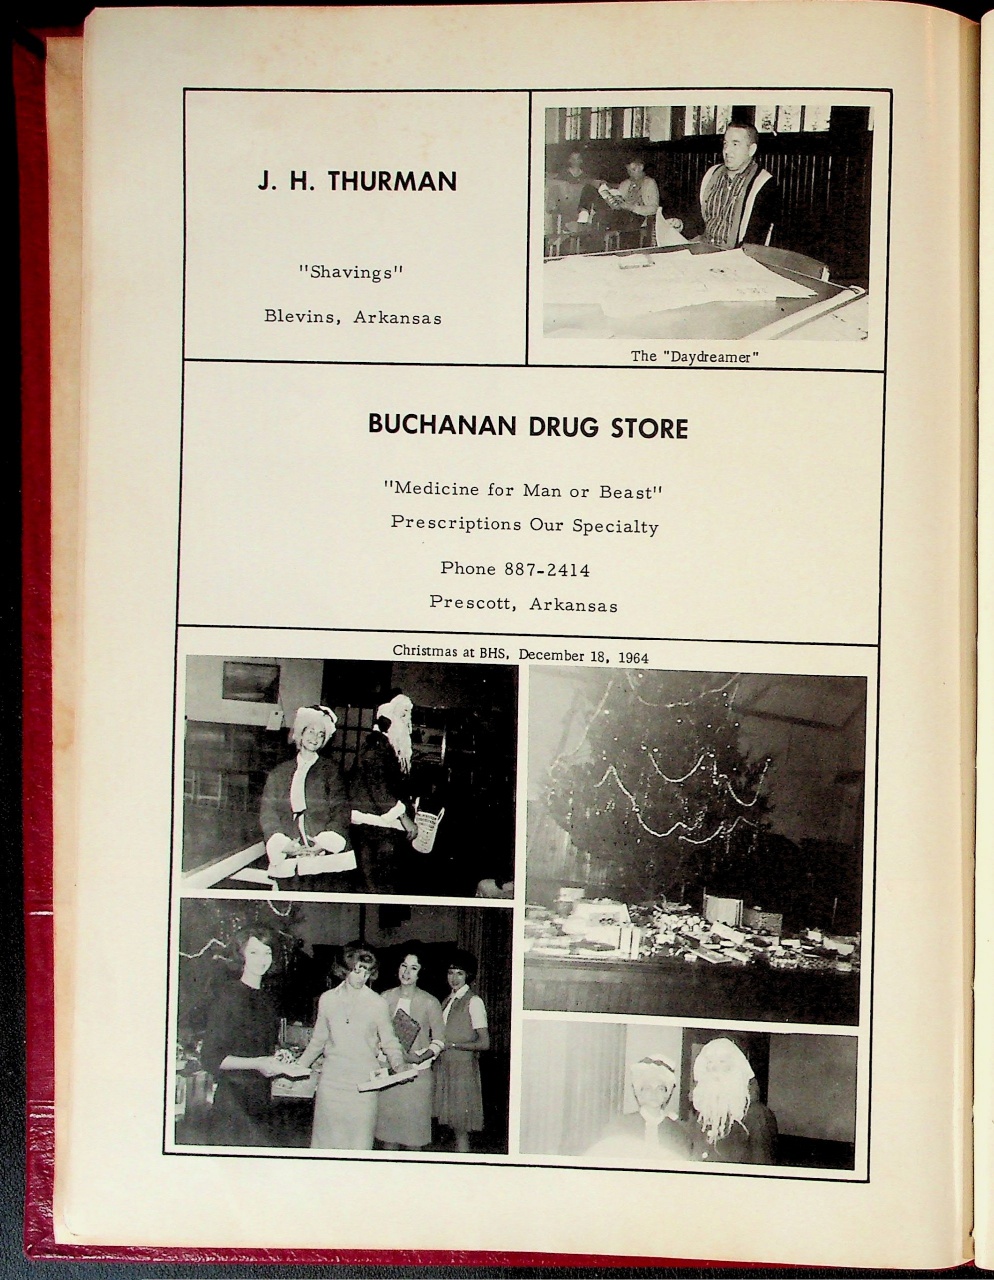 J. H. THURMAN
"Shavings"
Blevins, Arkansas
The "Daydreamer"
BUCHANAN DRUG STORE
"Medicine for Man or Beast"
Prescriptions Our Specialty
Phone 887-2414
Prescott, Arkansas
Christmas at BHS, December 18, 1964